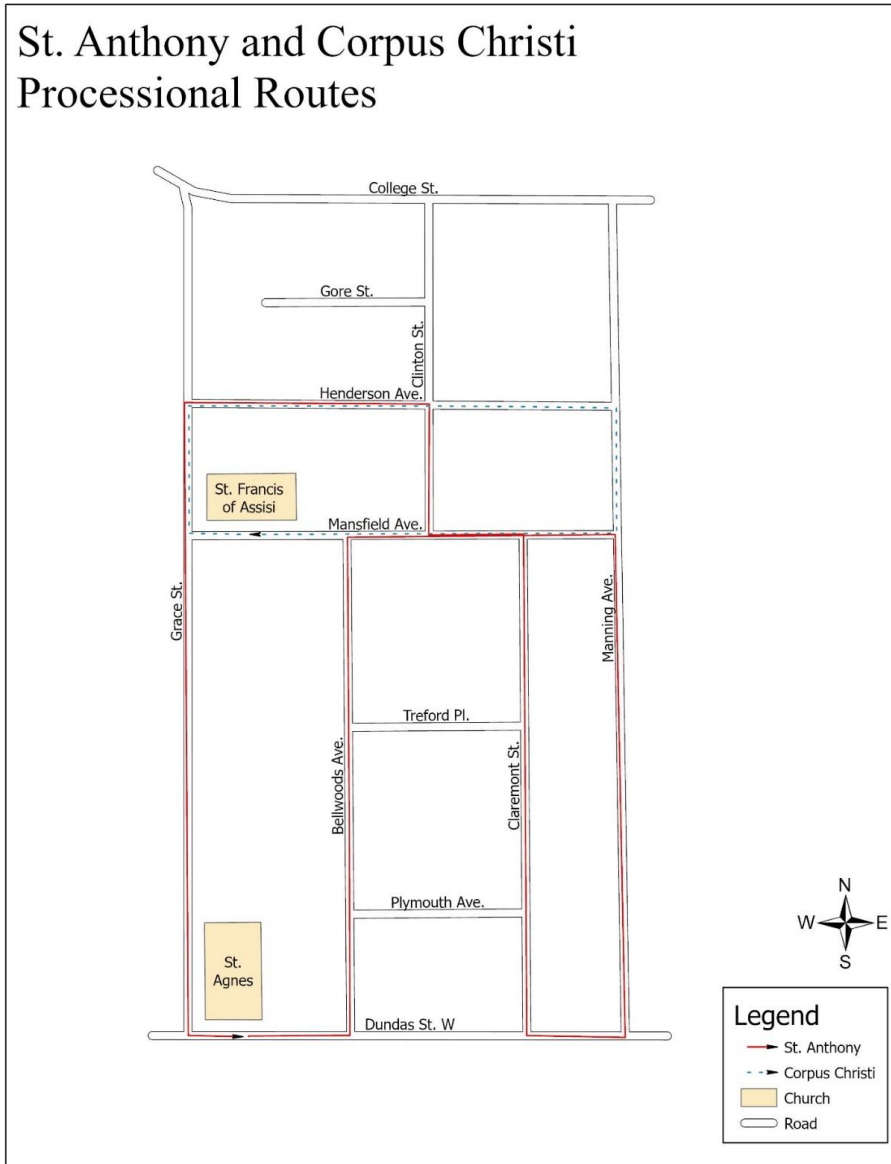 St. Anthony and Corpus Christi
Processional Routes
College St.
Gore St.
Clinton St.
Henderson Ave.
St. Francis
of Assisi
Mansfield Ave.
Grace St.
Manning Ave.
Treford Pl.
Bellwoods Ave.
Claremont St.
Plymouth Ave.
St.
Agnes
Dundas St. W
N
W
E
S
Legend
St. Anthony
Corpus Christi
Church
Road